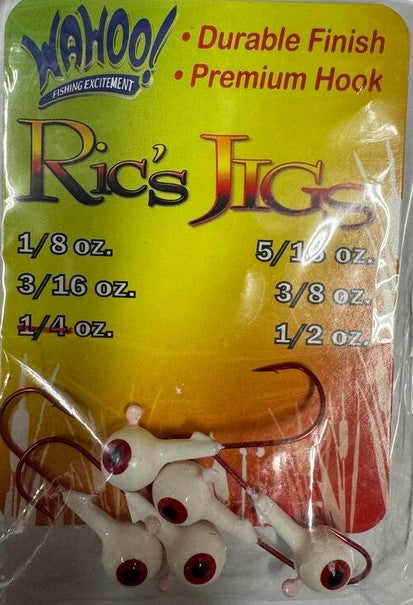 WAHOO!
FISHING EXCITEMENT
• Durable Finish
• Premium Hook
Ric's JIGS
1/8 oz. 5/16 oz.
3/16 oz. 3/8 oz.
1/4 oz. 1/2 oz.